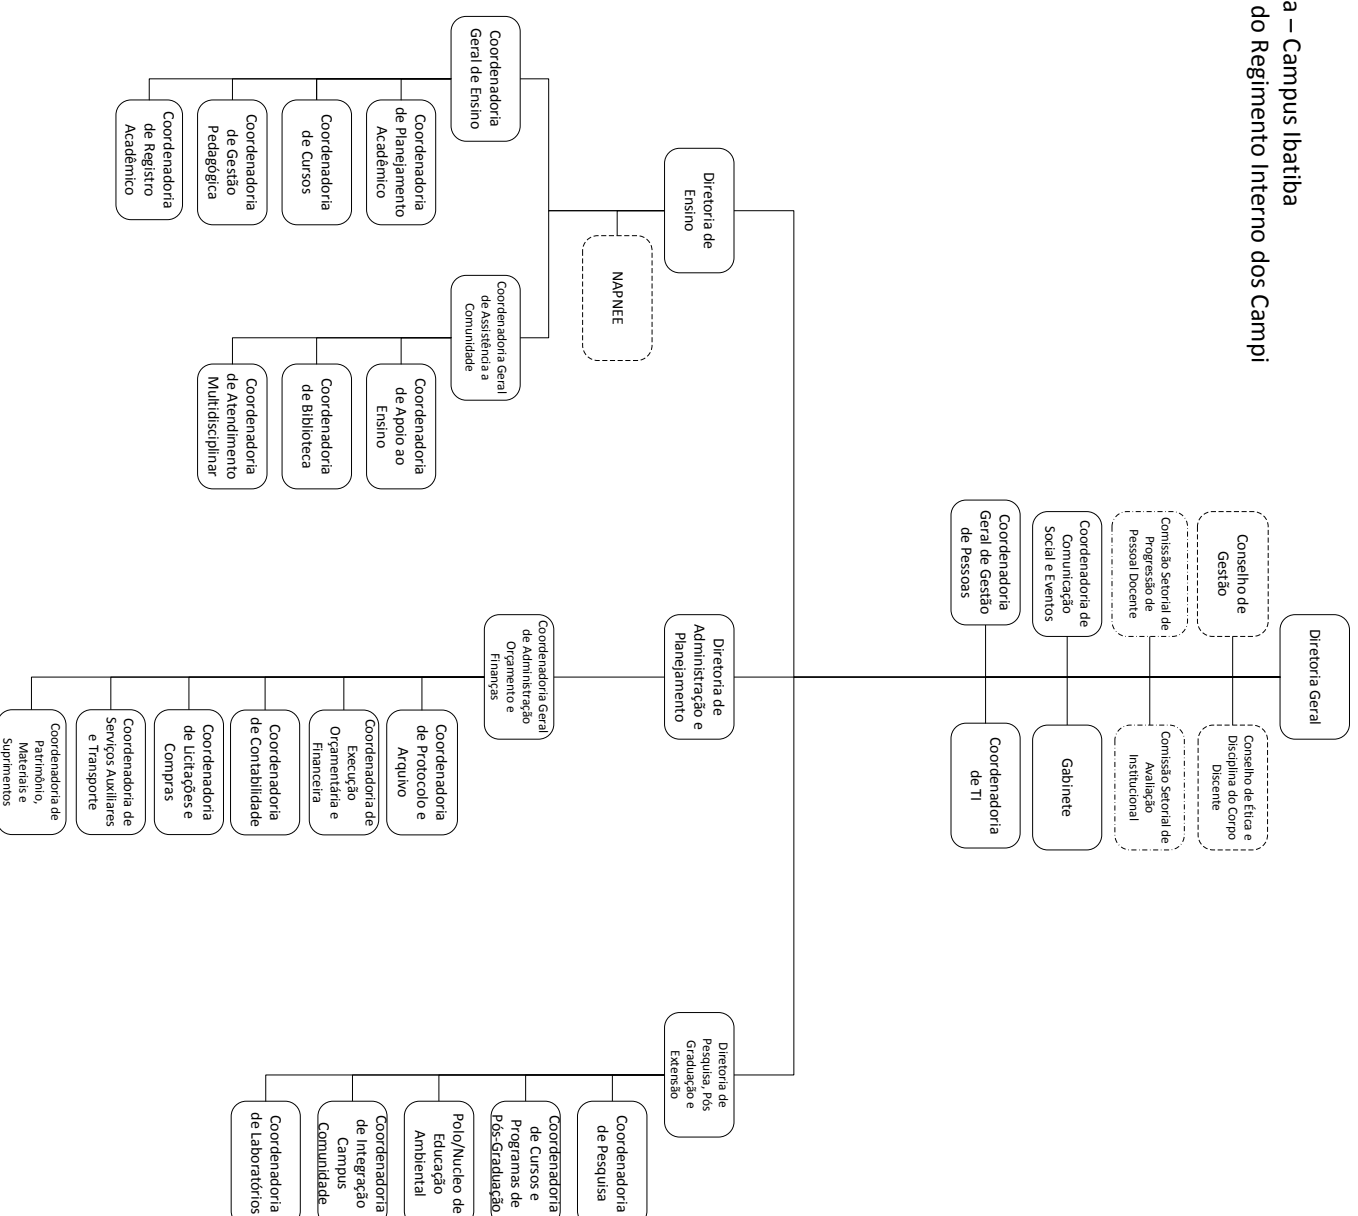 a – Campus Ibatiba
do Regimento Interno dos Campi
Diretoria Geral
Conselho de
Gestão
Conselho de Ética e
Disciplina do Corpo
Discente
Comissão Setorial de
Progressão de
Pessoal Docente
Comissão Setorial de
Avaliação
Institucional
Coordenadoria de
Comunicação
Social e Eventos
Gabinete
Coordenadoria
Geral de Gestão
de Pessoas
Coordenadoria
de TI
Diretoria de
Ensino
Diretoria de
Administração e
Planejamento
Diretoria de
Pesquisa, Pós
Graduação e
Extensão
NAPNEE
Coordenadoria
Geral de Ensino
Coordenadoria Geral
de Assistência a
Comunidade
Coordenadoria Geral
de Administração
Orçamento e
Finanças
Coordenadoria
de Planejamento
Acadêmico
Coordenadoria
de Cursos
Coordenadoria
de Gestão
Pedagógica
Coordenadoria
de Registro
Acadêmico
Coordenadoria
de Apoio ao
Ensino
Coordenadoria
de Biblioteca
Coordenadoria
de Atendimento
Multidisciplinar
Coordenadoria
de Protocolo e
Arquivo
Coordenadoria de
Execução
Orçamentária e
Financeira
Coordenadoria
de Contabilidade
Coordenadoria
de Licitações e
Compras
Coordenadoria de
Serviços Auxiliares
e Transporte
Coordenadoria de
Patrimônio,
Materiais e
Suprimentos
Coordenadoria
de Pesquisa
Coordenadoria
de Cursos e
Programas de
Pós-Graduação
Polo/Nucleo de
Educação
Ambiental
Coordenadoria
de Integração
Campus
Comunidade
Coordenadoria
de Laboratórios